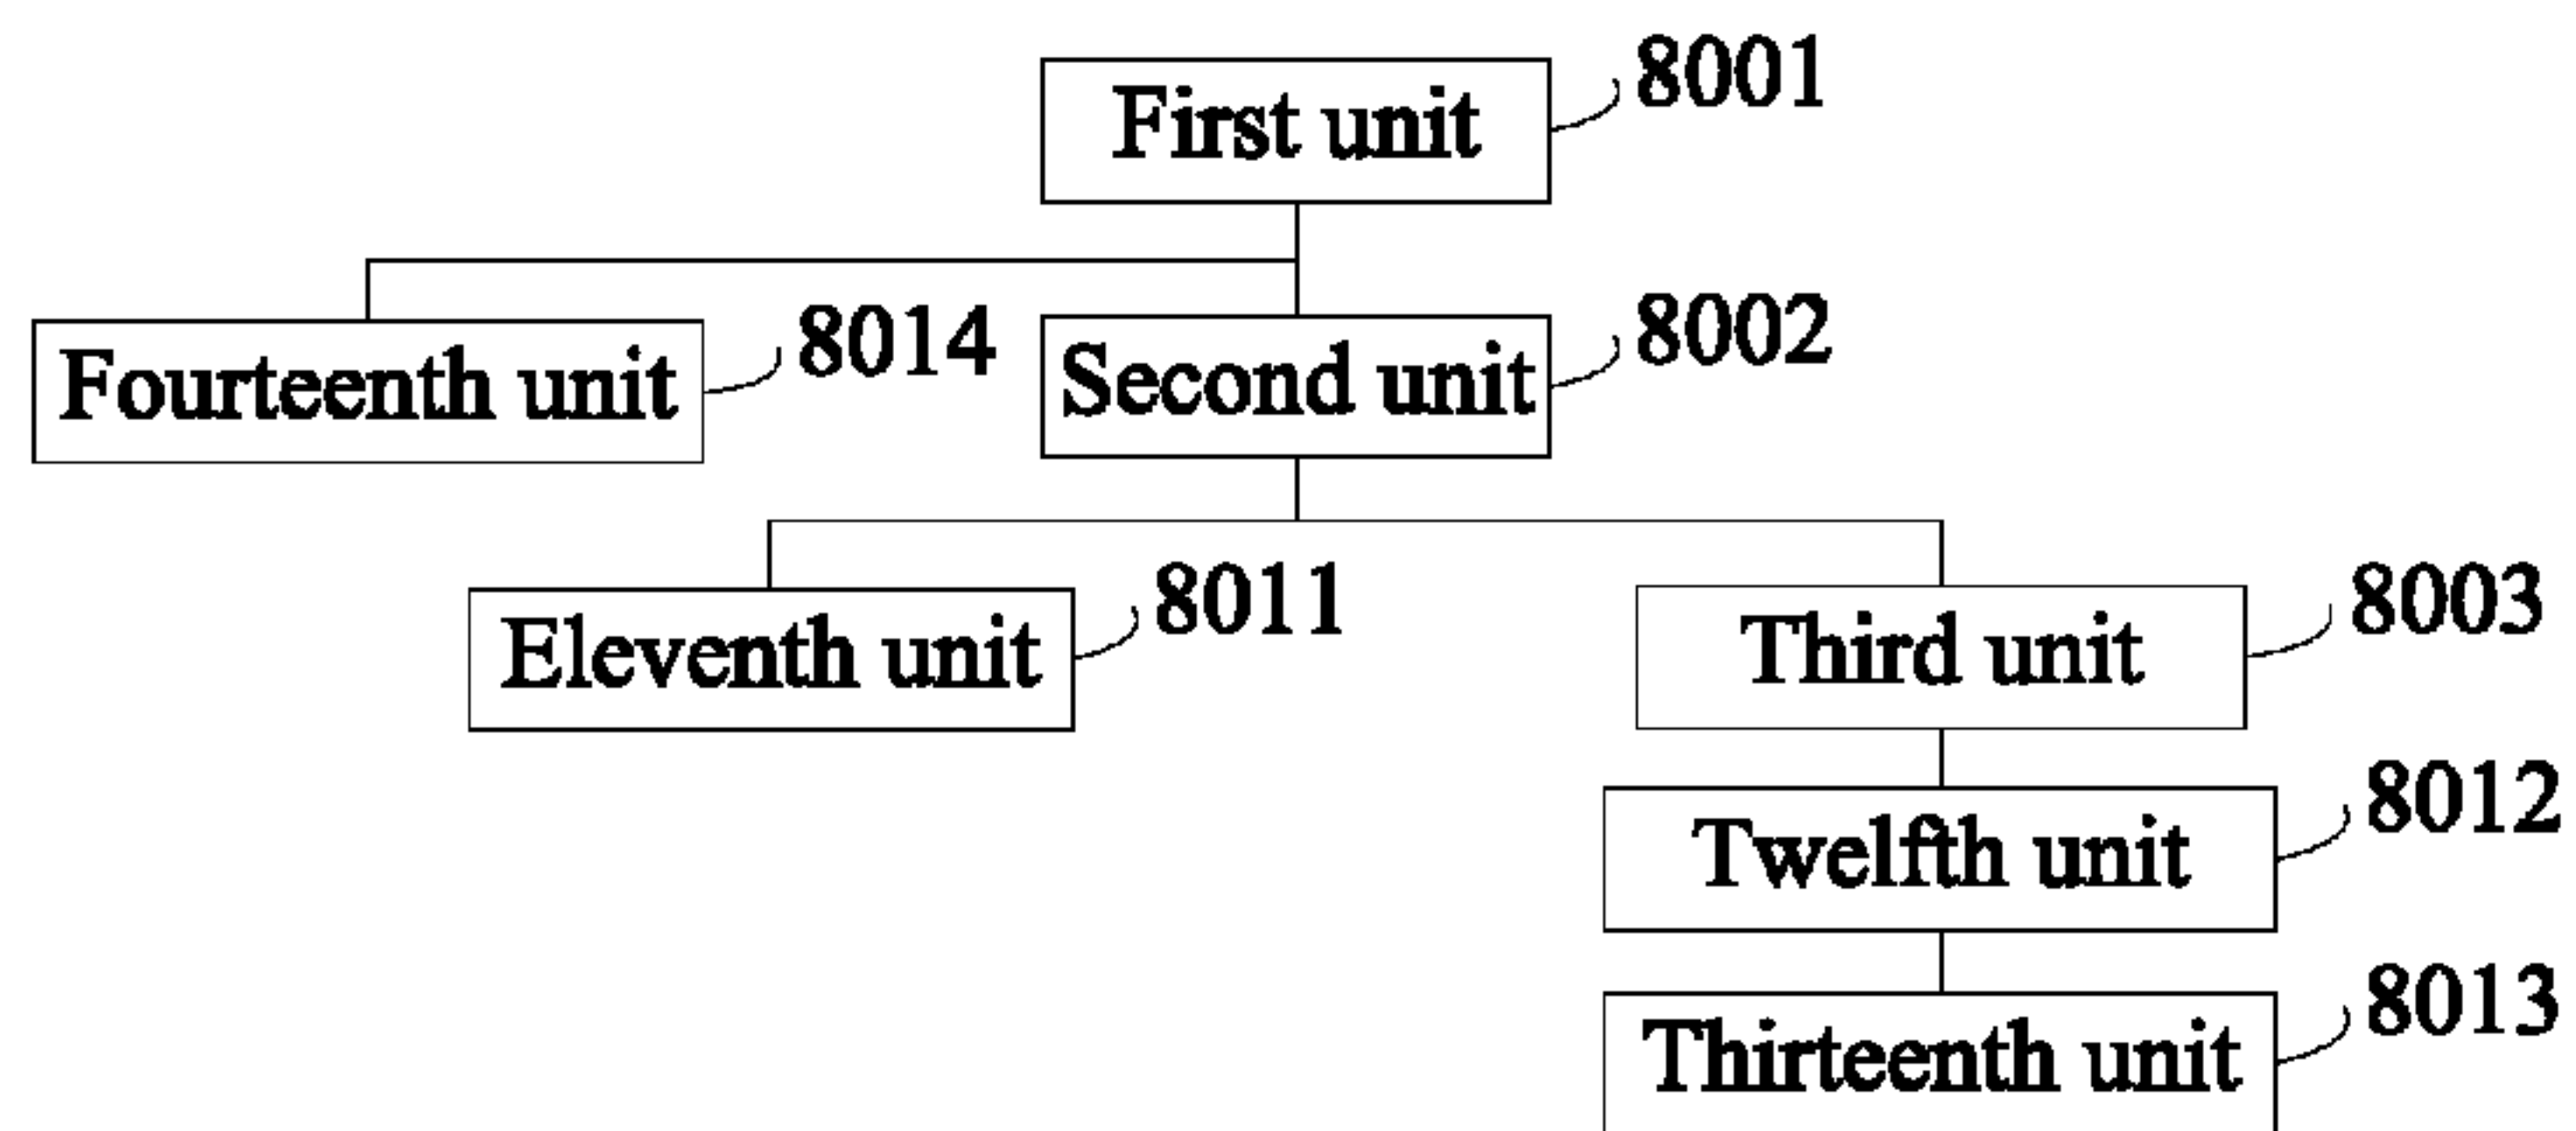 First unit 8001
Fourteenth unit 8014 Second unit 8002
Eleventh unit 8011 Third unit 8003
Twelfth unit 8012
Thirteenth unit 8013